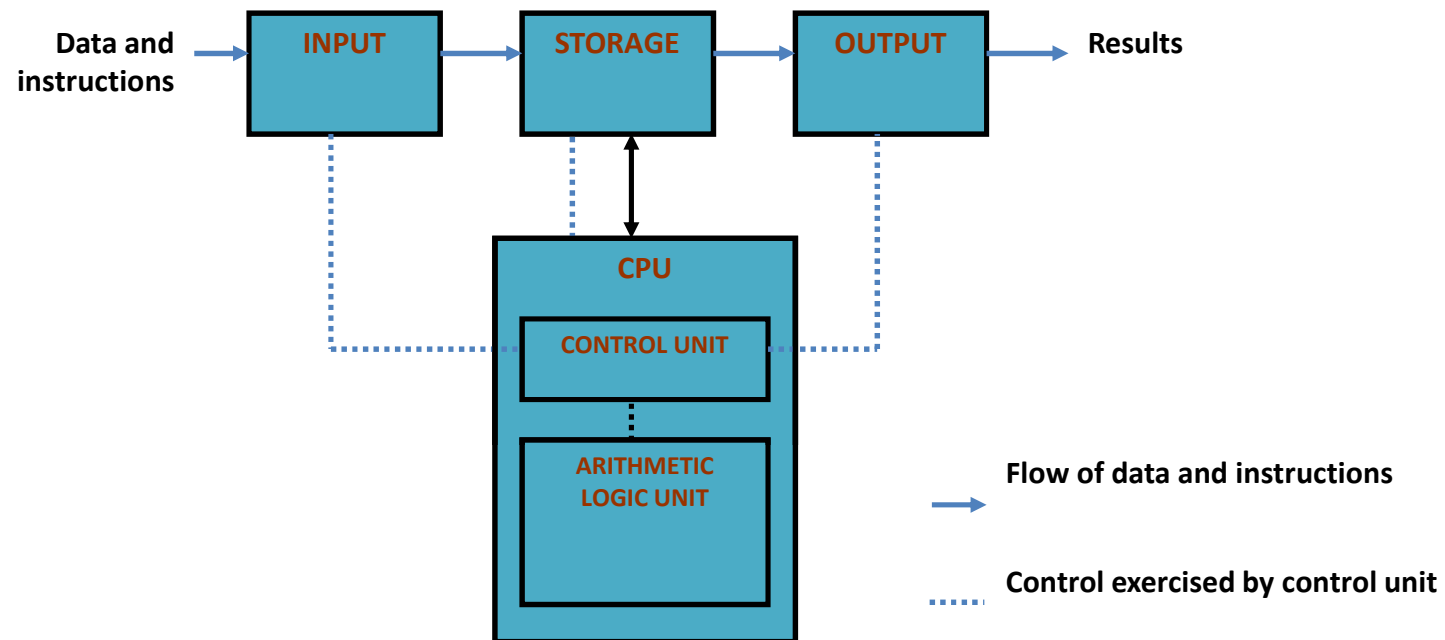 Data and
instructions
INPUT
STORAGE
OUTPUT
Results
CPU
CONTROL UNIT
ARITHMETIC
LOGIC UNIT
Flow of data and instructions
Control exercised by control unit